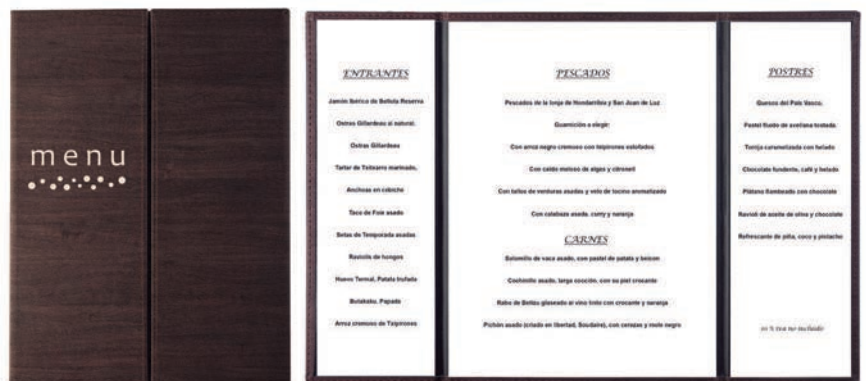 menu
ENTRANTES
Jamón Ibérico de Bellota Reserva
Ostras Gillardeau al natural.
Ostras Gillardeau
Tartar de Txitxarro marinado,
Anchoas en cebiche
Taco de Foie asado
Setas de Temporada asadas
Raviolis de hongos
Huevo Termal, Patata trufada
Butakaku, Papada
Arroz cremoso de Txipirones
PESCADOS
Pescados de la lonja de Hondarribia y San Juan de Luz
Guarnición a elegir:
Con arroz negro cremoso con txipirones estofados
Con caldo meloso de algas y citronell
Con tallos de verduras asadas y velo de tocino aromatizado
Con calabaza asada, curry y naranja
CARNES
Solomillo de vaca asado, con pastel de patata y beicon
Cochinillo asado, larga cocción, con su piel crocante
Rabo de Betizu glaseado al vino tinto con crocante y naranja
Pichón asado (criado en libertad, Soudaire), con cerezas y mole negro
POSTRES
Quesos del País Vasco.
Pastel fluido de avellana tostada
Torrija caramelizada con helado
Chocolate fundente, café y helado
Plátano flambeado con chocolate
Ravioli de aceite de oliva y chocolate
Refrescante de piña, coco y pistacho
10 % iva no incluido